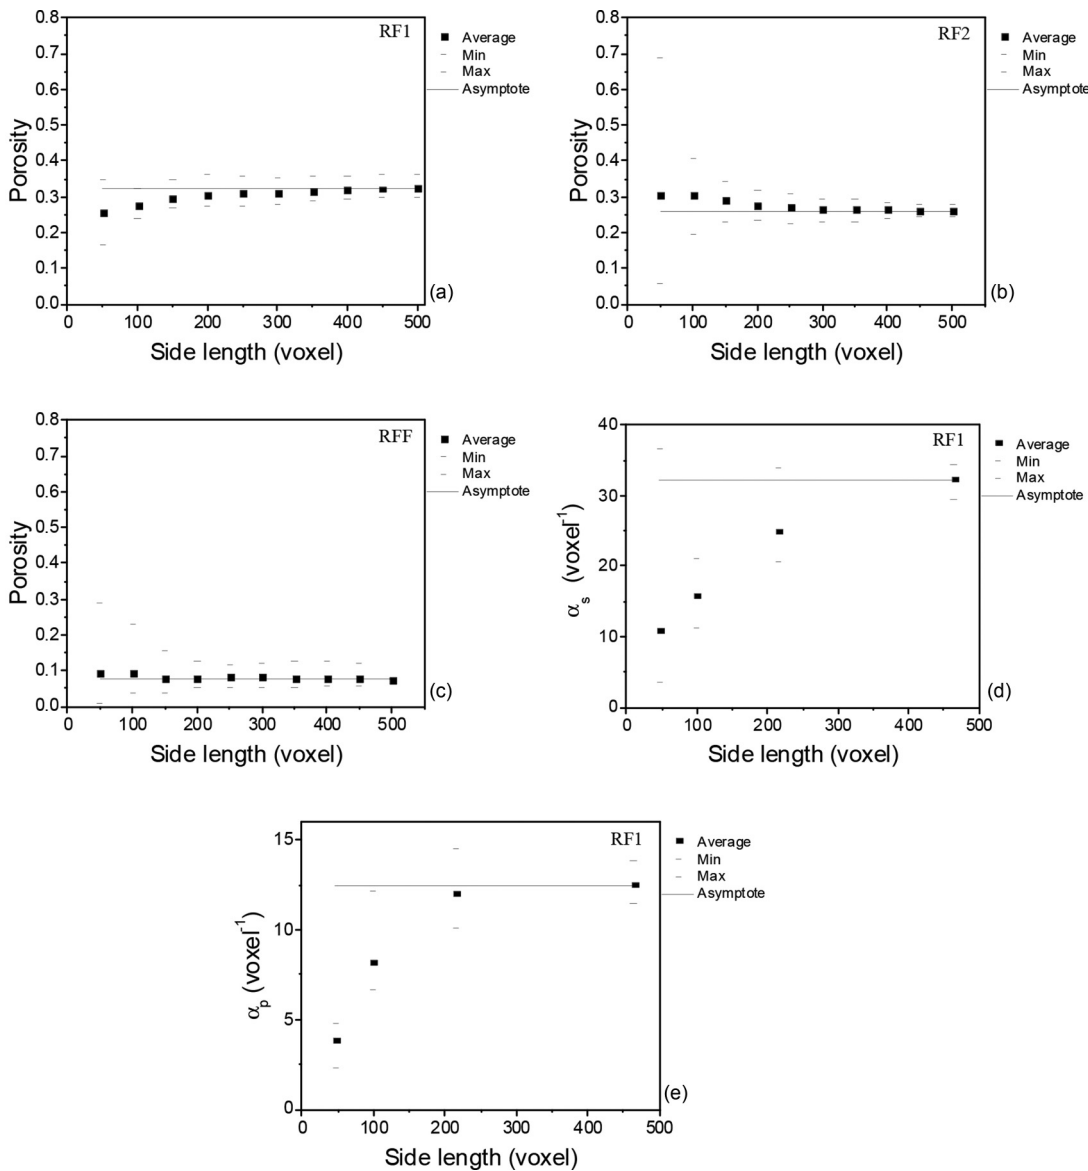 0.8
0.7
0.6
0.5
0.4
0.3
0.2
0.1
0.0
Porosity
RF1
Average
Min
Max
Asymptote
0 100 200 300 400 500
Side length (voxel)
(a)
0.8
0.7
0.6
0.5
0.4
0.3
0.2
0.1
0.0
Porosity
RF2
Average
Min
Max
Asymptote
0 100 200 300 400 500
Side length (voxel)
(b)
0.8
0.7
0.6
0.5
0.4
0.3
0.2
0.1
0.0
Porosity
RFF
Average
Min
Max
Asymptote
0 100 200 300 400 500
Side length (voxel)
(c)
40
30
20
10
0
αs (voxel-1)
RF1
Average
Min
Max
Asymptote
0 100 200 300 400 500
Side length (voxel)
(d)
15
10
5
0
αp (voxel-1)
RF1
Average
Min
Max
Asymptote
0 100 200 300 400 500
Side length (voxel)
(e)